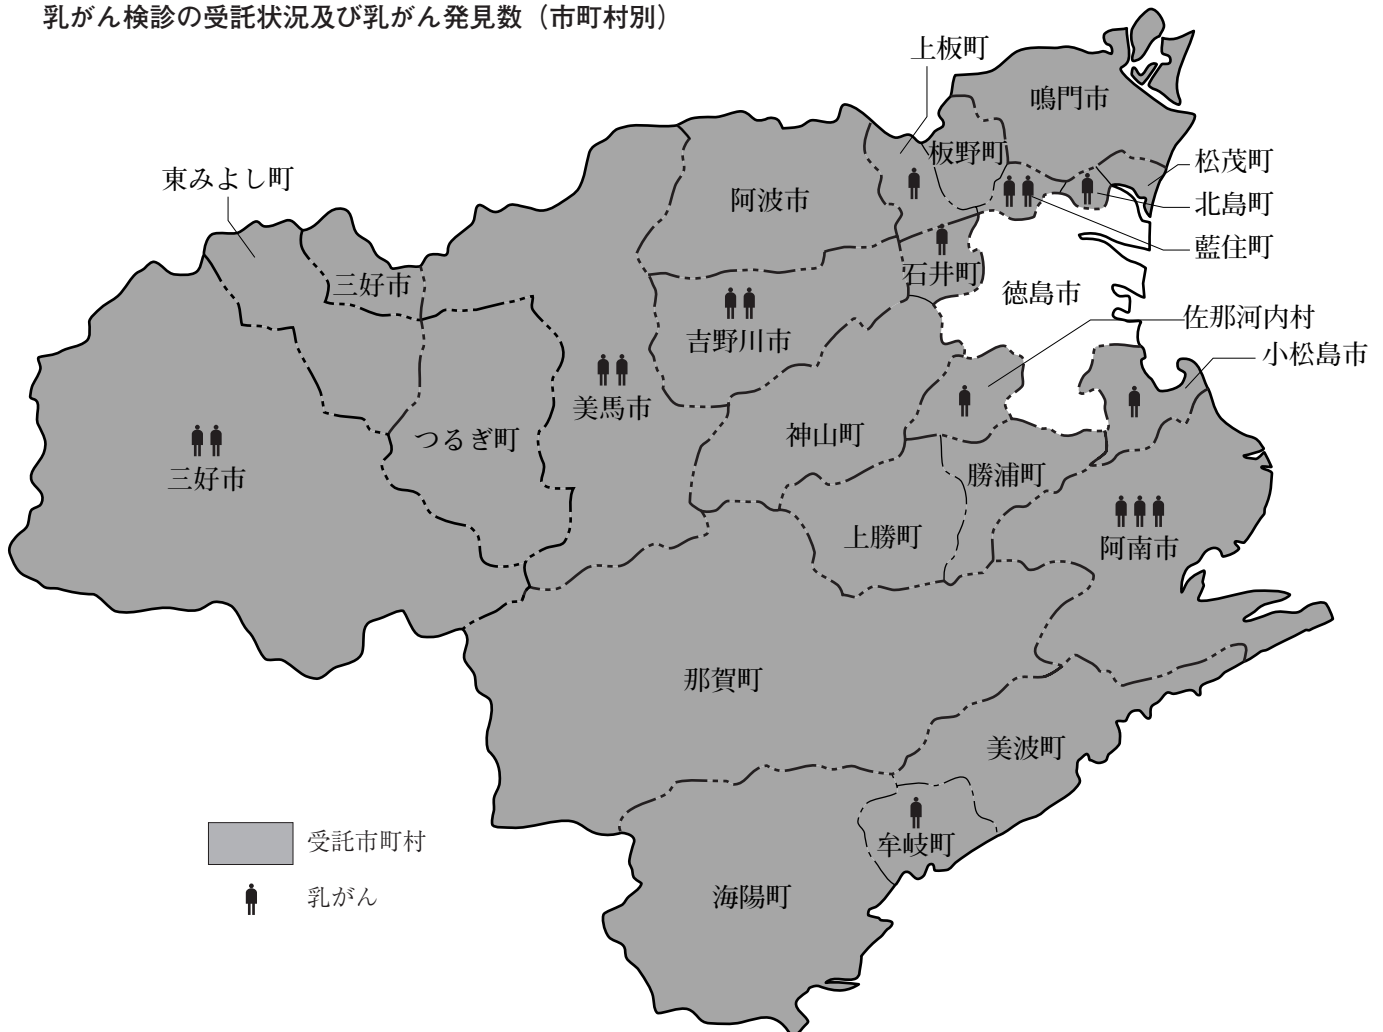 乳がん検診の受託状況及び乳がん発見数（市町村別）
上板町
鳴門市
板野町
松茂町
東みよし町
阿波市
北島町
藍住町
石井町
三好市
徳島市
佐那河内村
吉野川市
小松島市
美馬市
神山町
つるぎ町
三好市
勝浦町
上勝町
阿南市
那賀町
美波町
受託市町村
牟岐町
乳がん
海陽町